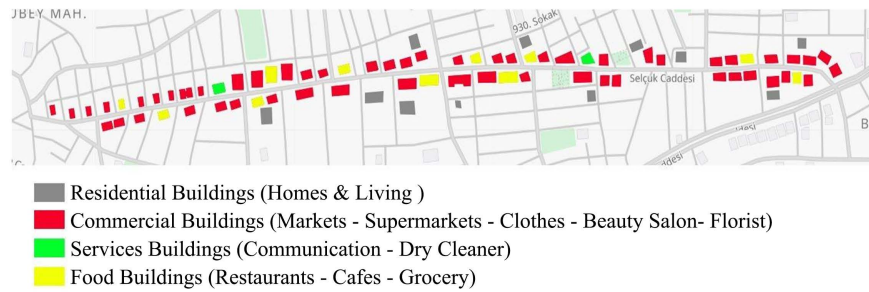 UBEY MAH.
930. Sokak
Selçuk Caddesi
ddesi
B
Residential Buildings (Homes & Living )
Commercial Buildings (Markets - Supermarkets - Clothes - Beauty Salon- Florist)
Services Buildings (Communication - Dry Cleaner)
Food Buildings (Restaurants - Cafes - Grocery)